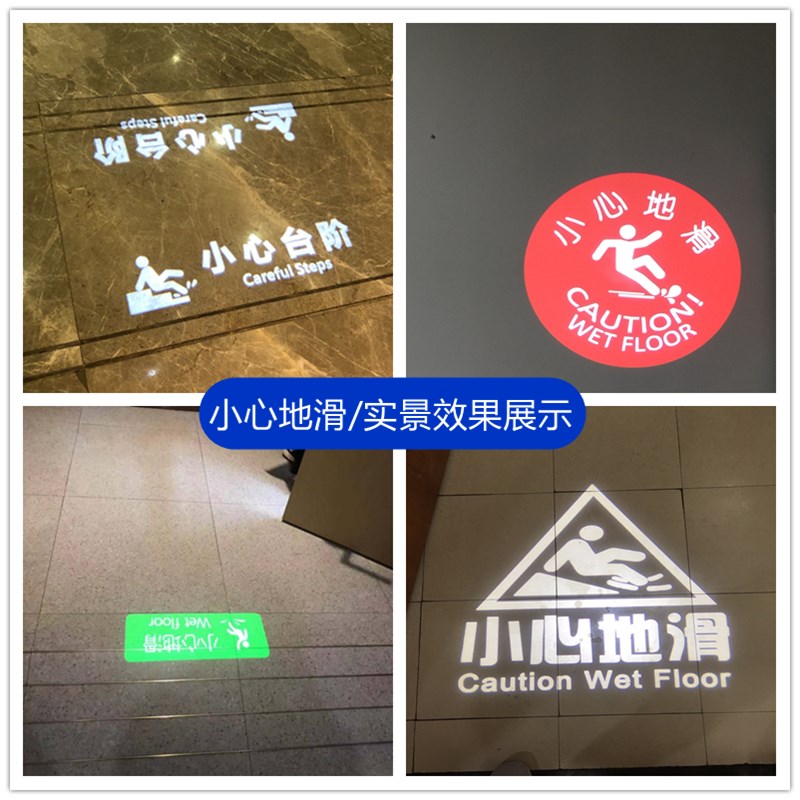 小心台阶
Careful Steps
小心台阶
Careful Steps
小心地滑
CAUTION!
WET FLOOR
小心地滑/实景效果展示
小心地滑
Wet floor
小心地滑
Caution Wet Floor